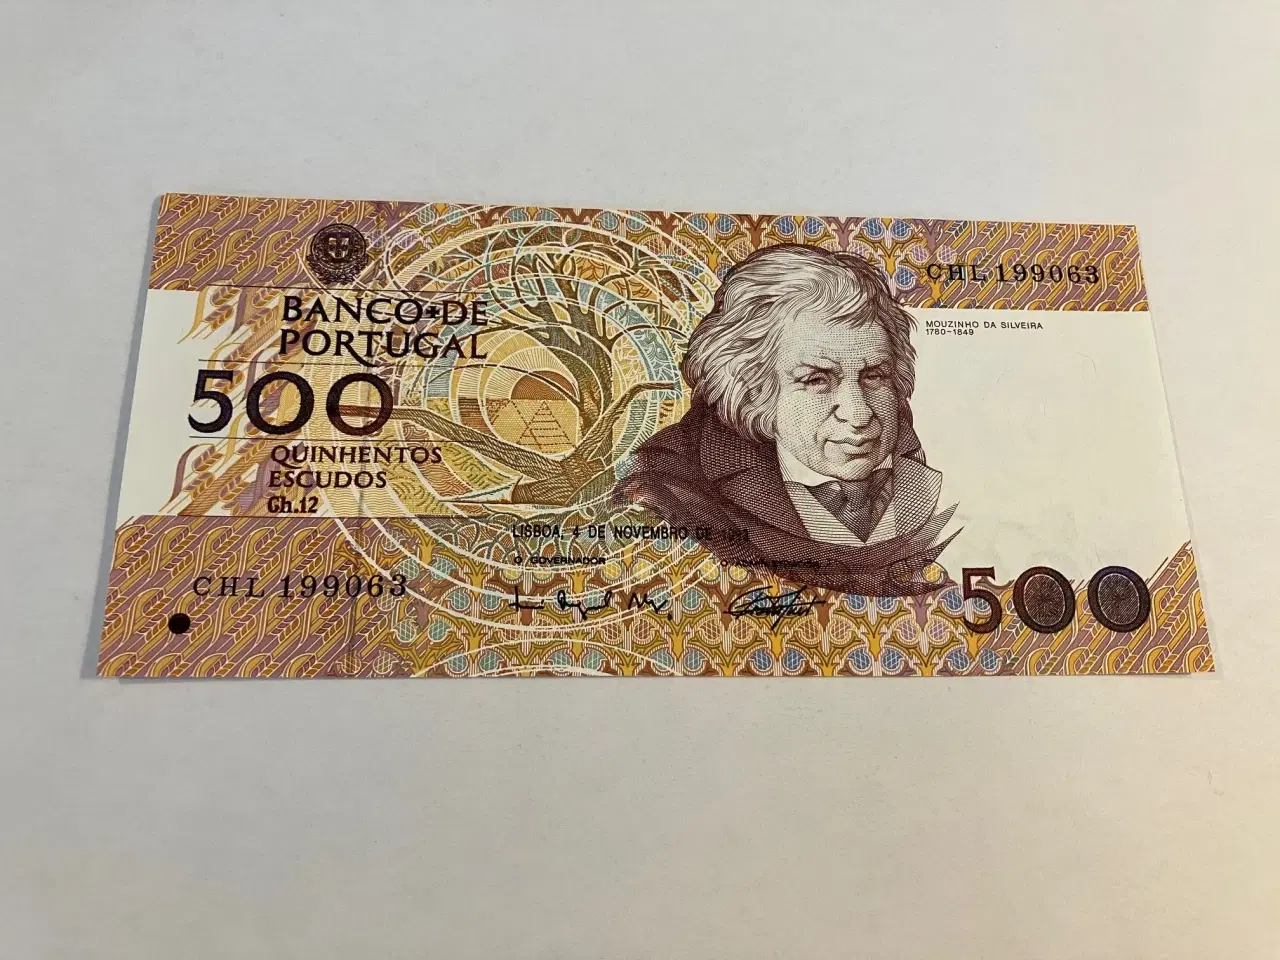 CHL 199063
MOUZINHO DA SILVEIRA
1780-1849
BANCO DE
PORTUGAL
500
QUINHENTOS
ESCUDOS
Ch.12
LISBOA, 4 DE NOVEMBRO DE 1993
O GOVERNADOR
CHL 199063
500